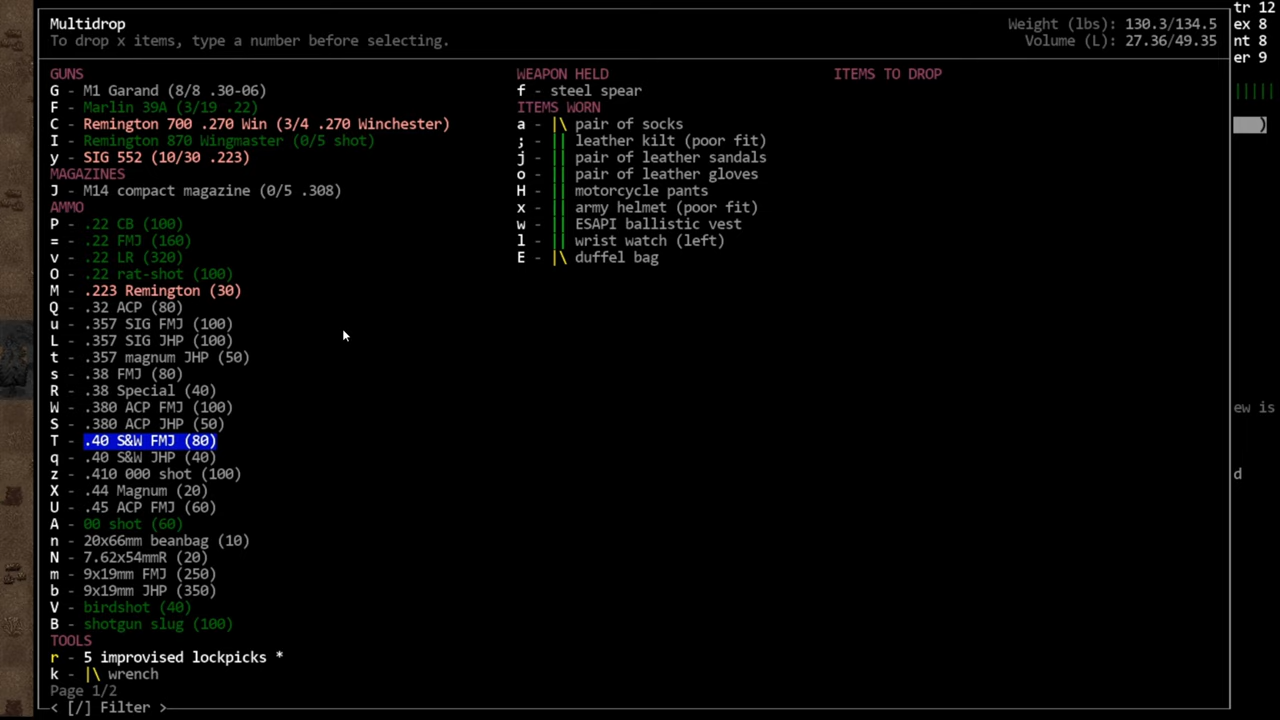 Multidrop
To drop x items, type a number before selecting.
Weight (lbs): 130.3/134.5
Volume (L): 27.36/49.35
GUNS
G - M1 Garand (8/8 .30-06)
F - Marlin 39A (3/19 .22)
C - Remington 700 .270 Win (3/4 .270 Winchester)
I - Remington 870 Wingmaster (0/5 shot)
y - SIG 552 (10/30 .223)
MAGAZINES
J - M14 compact magazine (0/5 .308)
AMMO
P - .22 CB (100)
= - .22 FMJ (160)
v - .22 LR (320)
O - .22 rat-shot (100)
M - .223 Remington (30)
Q - .32 ACP (80)
u - .357 SIG FMJ (100)
L - .357 SIG JHP (100)
t - .357 magnum JHP (50)
s - .38 FMJ (80)
R - .38 Special (40)
W - .380 ACP FMJ (100)
S - .380 ACP JHP (50)
T - .40 S&W FMJ (80)
q - .40 S&W JHP (40)
z - .410 000 shot (100)
X - .44 Magnum (20)
U - .45 ACP FMJ (60)
A - 00 shot (60)
n - 20x66mm beanbag (10)
N - 7.62x54mmR (20)
m - 9x19mm FMJ (250)
b - 9x19mm JHP (350)
V - birdshot (40)
B - shotgun slug (100)
TOOLS
r - 5 improvised lockpicks *
k - |\ wrench
Page 1/2
< [/] Filter >
WEAPON HELD
f - steel spear
ITEMS WORN
a - |\ pair of socks
; - || leather kilt (poor fit)
j - || pair of leather sandals
o - || pair of leather gloves
H - || motorcycle pants
x - || army helmet (poor fit)
w - || ESAPI ballistic vest
l - || wrist watch (left)
E - |\ duffel bag
ITEMS TO DROP
tr 12
ex 8
nt 8
er 9
|||||
)
ew is
d